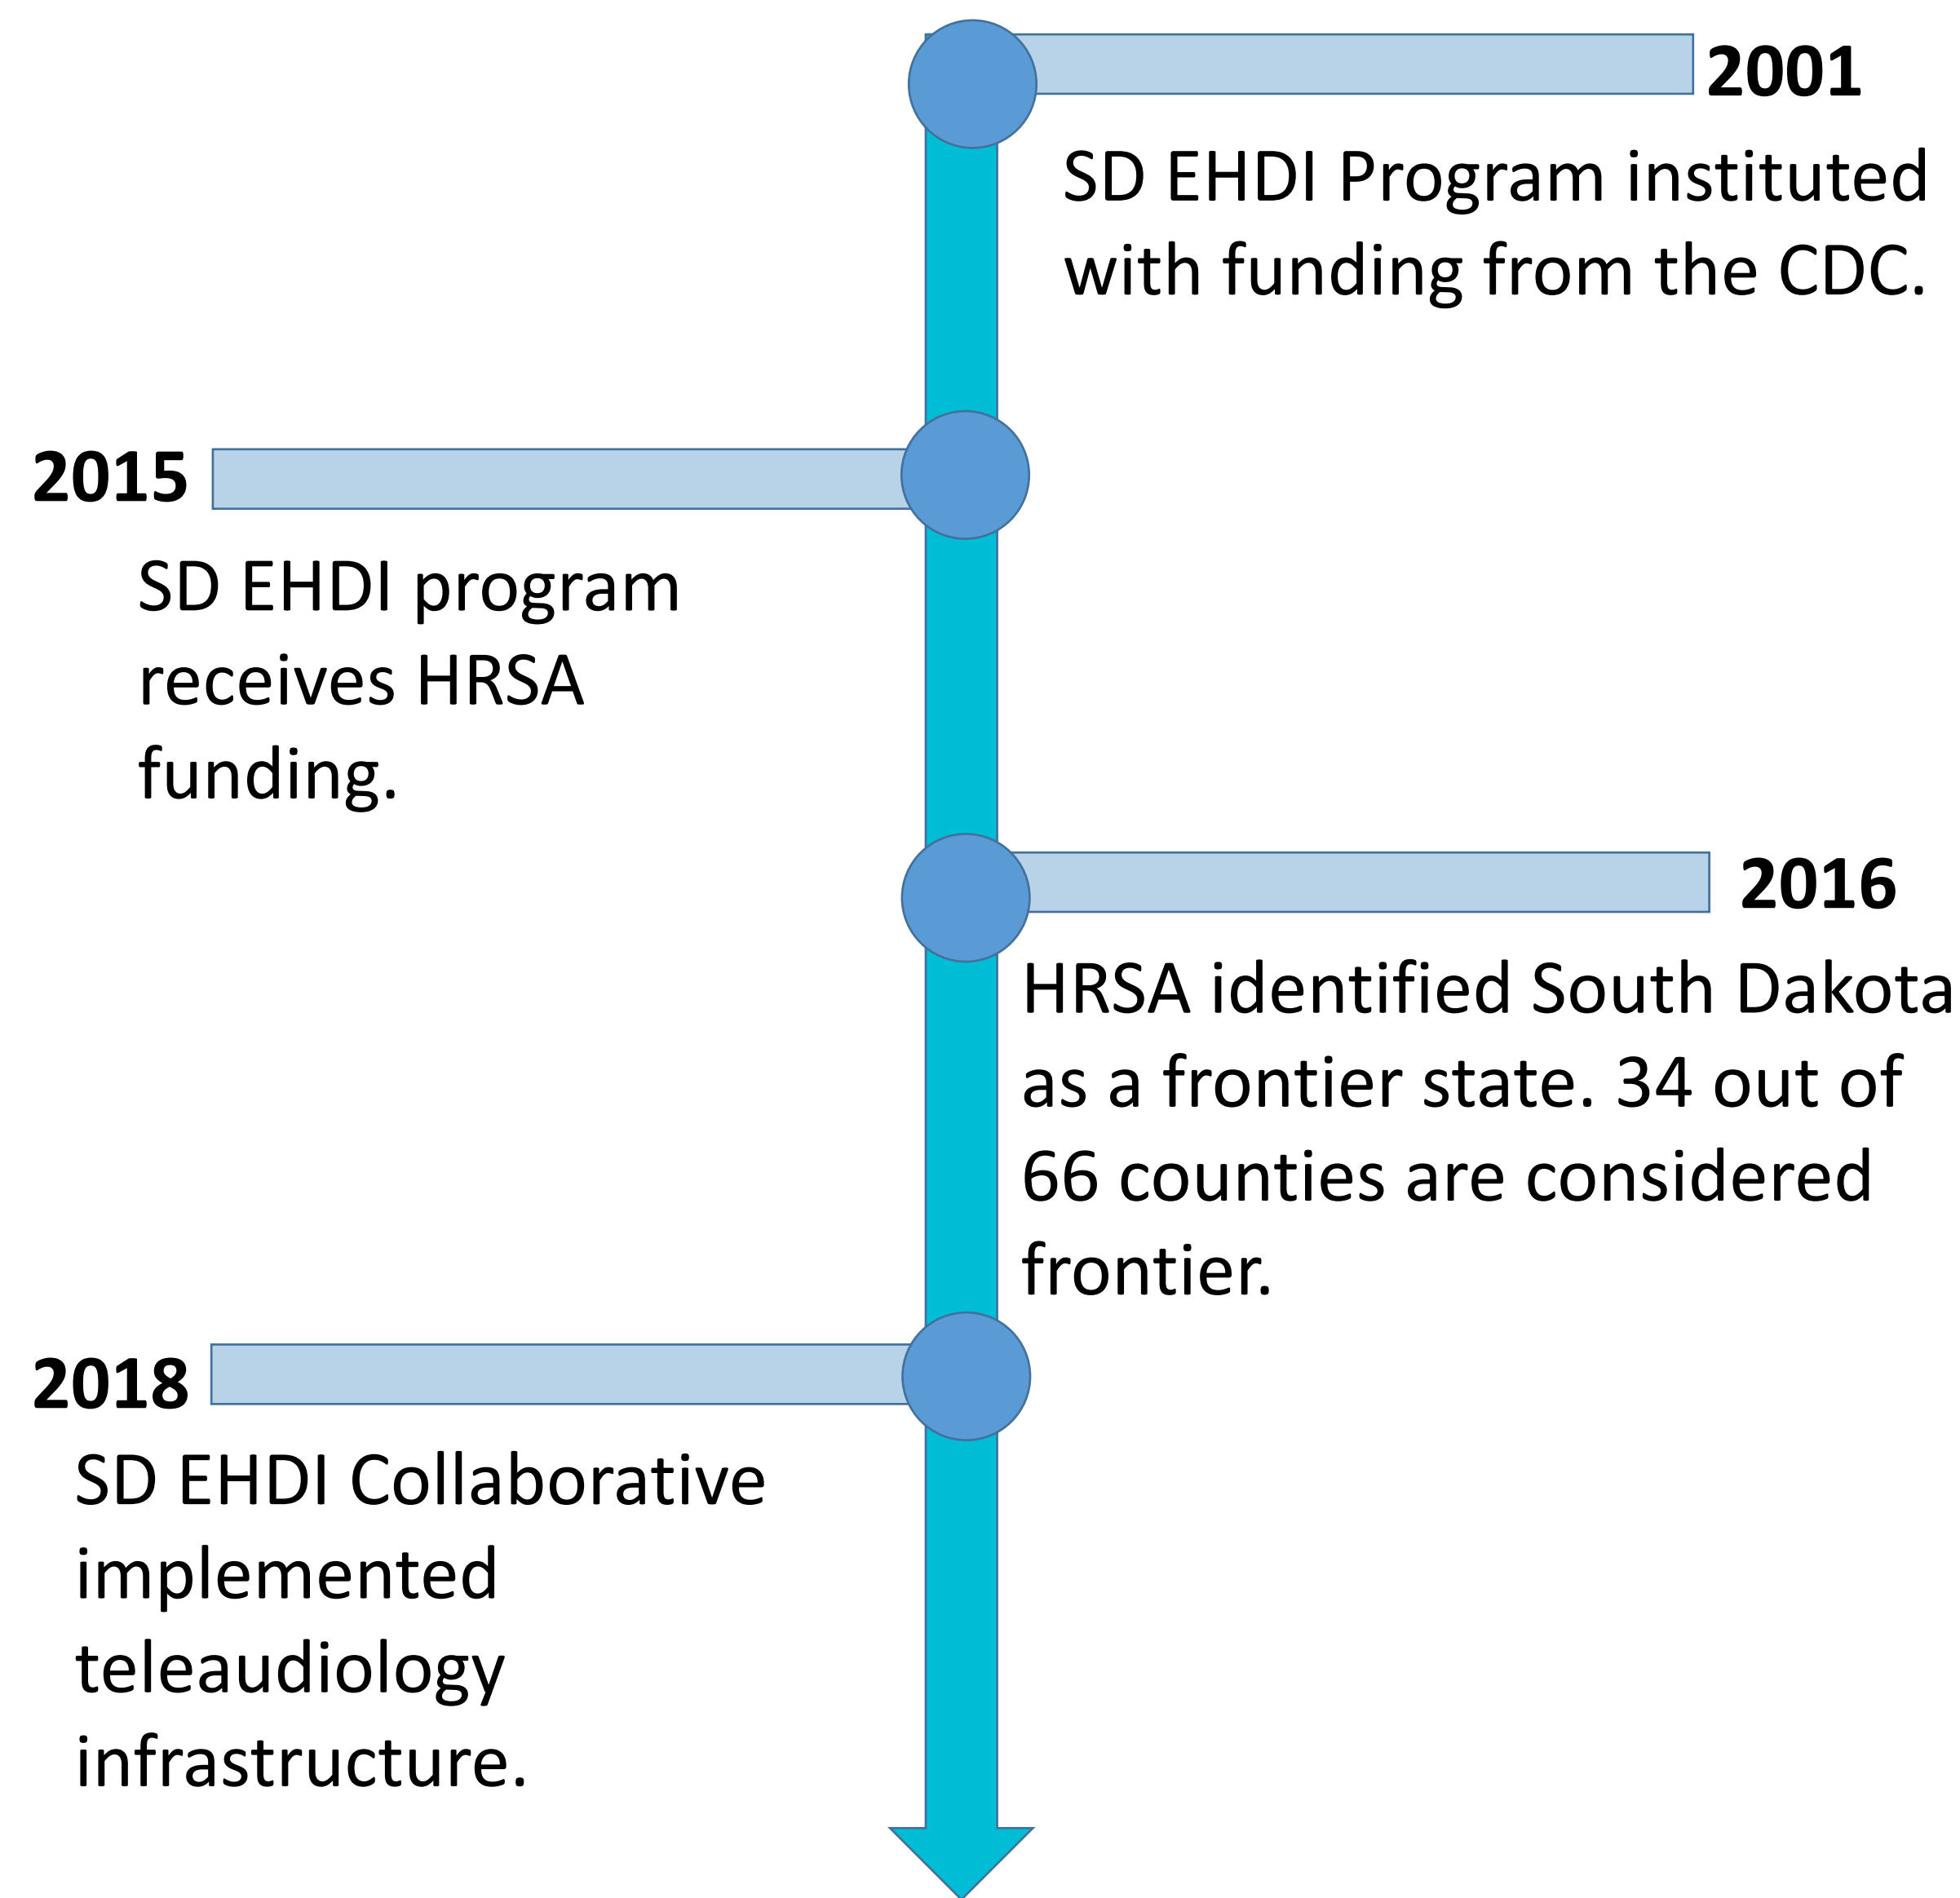 2001
SD EHDI Program instituted
with funding from the CDC.
2015
SD EHDI program
receives HRSA
funding.
2016
HRSA identified South Dakota
as a frontier state. 34 out of
66 counties are considered
frontier.
2018
SD EHDI Collaborative
implemented
teleaudiology
infrastructure.